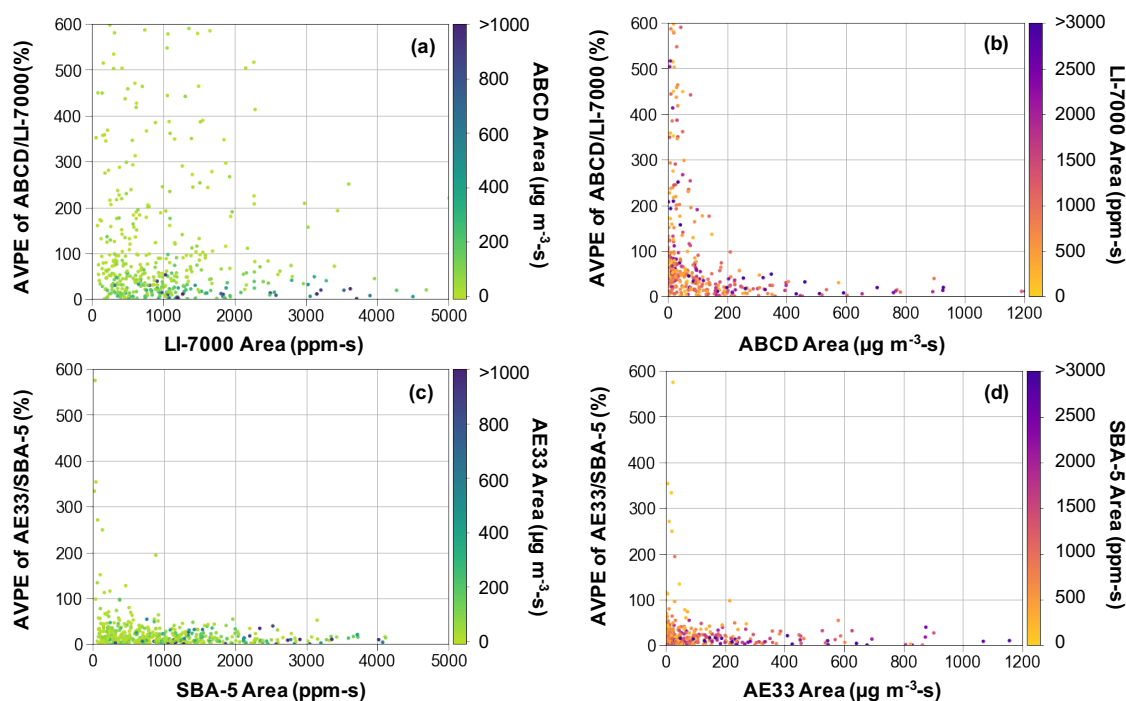 (a)
AVPE of ABCD/LI-7000(%)
600
500
400
300
200
100
0
0 1000 2000 3000 4000 5000
LI-7000 Area (ppm-s)
>1000
800
600
400
200
0
ABCD Area (µg m-3-s)
(b)
AVPE of ABCD/LI-7000 (%)
600
500
400
300
200
100
0
0 200 400 600 800 1000 1200
ABCD Area (µg m-3-s)
>3000
2500
2000
1500
1000
500
0
LI-7000 Area (ppm-s)
(c)
AVPE of AE33/SBA-5 (%)
600
500
400
300
200
100
0
0 1000 2000 3000 4000 5000
SBA-5 Area (ppm-s)
>1000
800
600
400
200
0
AE33 Area (µg m-3-s)
(d)
AVPE of AE33/SBA-5 (%)
600
500
400
300
200
100
0
0 200 400 600 800 1000 1200
AE33 Area (µg m-3-s)
>3000
2500
2000
1500
1000
500
0
SBA-5 Area (ppm-s)